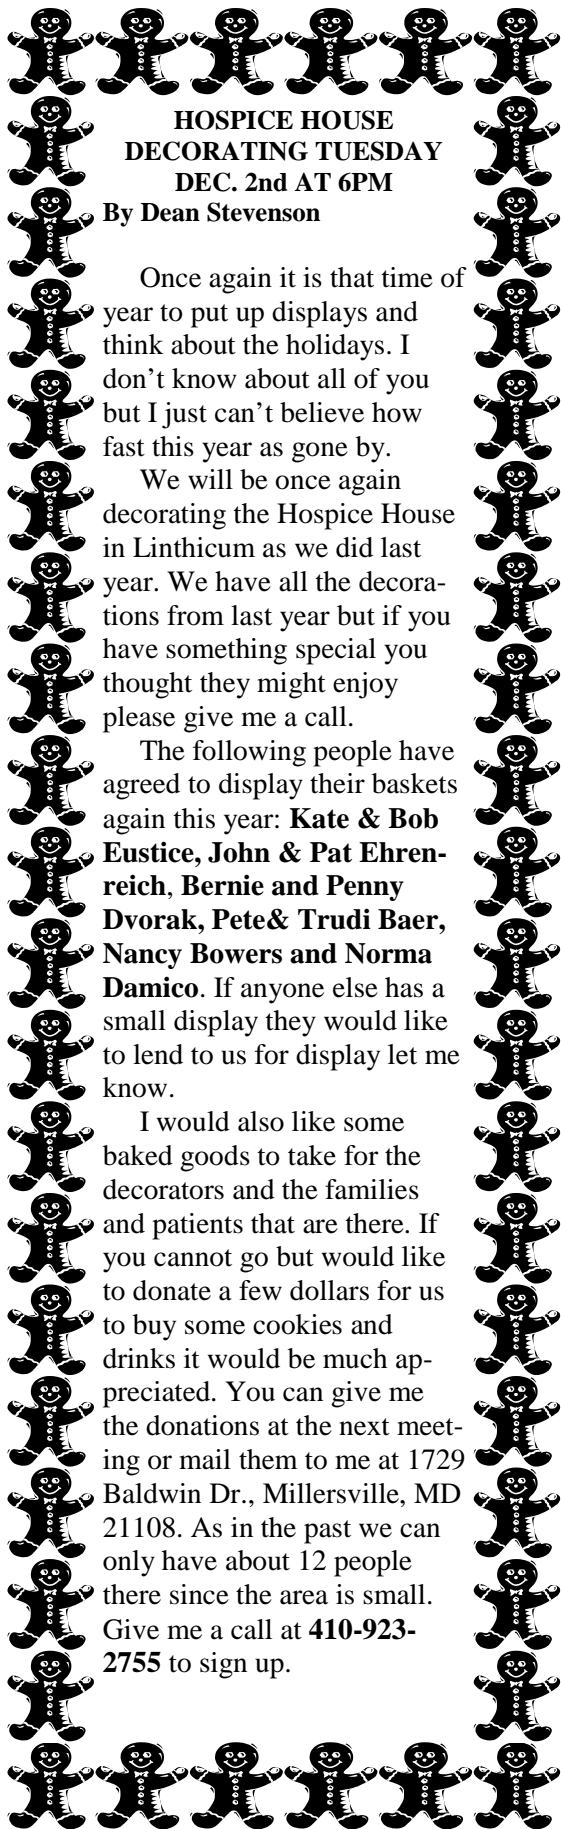 HOSPICE HOUSE
DECORATING TUESDAY
DEC. 2nd AT 6PM
By Dean Stevenson
Once again it is that time of
year to put up displays and
think about the holidays. I
don’t know about all of you
but I just can’t believe how
fast this year as gone by.
We will be once again
decorating the Hospice House
in Linthicum as we did last
year. We have all the decora-
tions from last year but if you
have something special you
thought they might enjoy
please give me a call.
The following people have
agreed to display their baskets
again this year: Kate & Bob
Eustice, John & Pat Ehren-
reich, Bernie and Penny
Dvorak, Pete& Trudi Baer,
Nancy Bowers and Norma
Damico. If anyone else has a
small display they would like
to lend to us for display let me
know.
I would also like some
baked goods to take for the
decorators and the families
and patients that are there. If
you cannot go but would like
to donate a few dollars for us
to buy some cookies and
drinks it would be much ap-
preciated. You can give me
the donations at the next meet-
ing or mail them to me at 1729
Baldwin Dr., Millersville, MD
21108. As in the past we can
only have about 12 people
there since the area is small.
Give me a call at 410-923-
2755 to sign up.